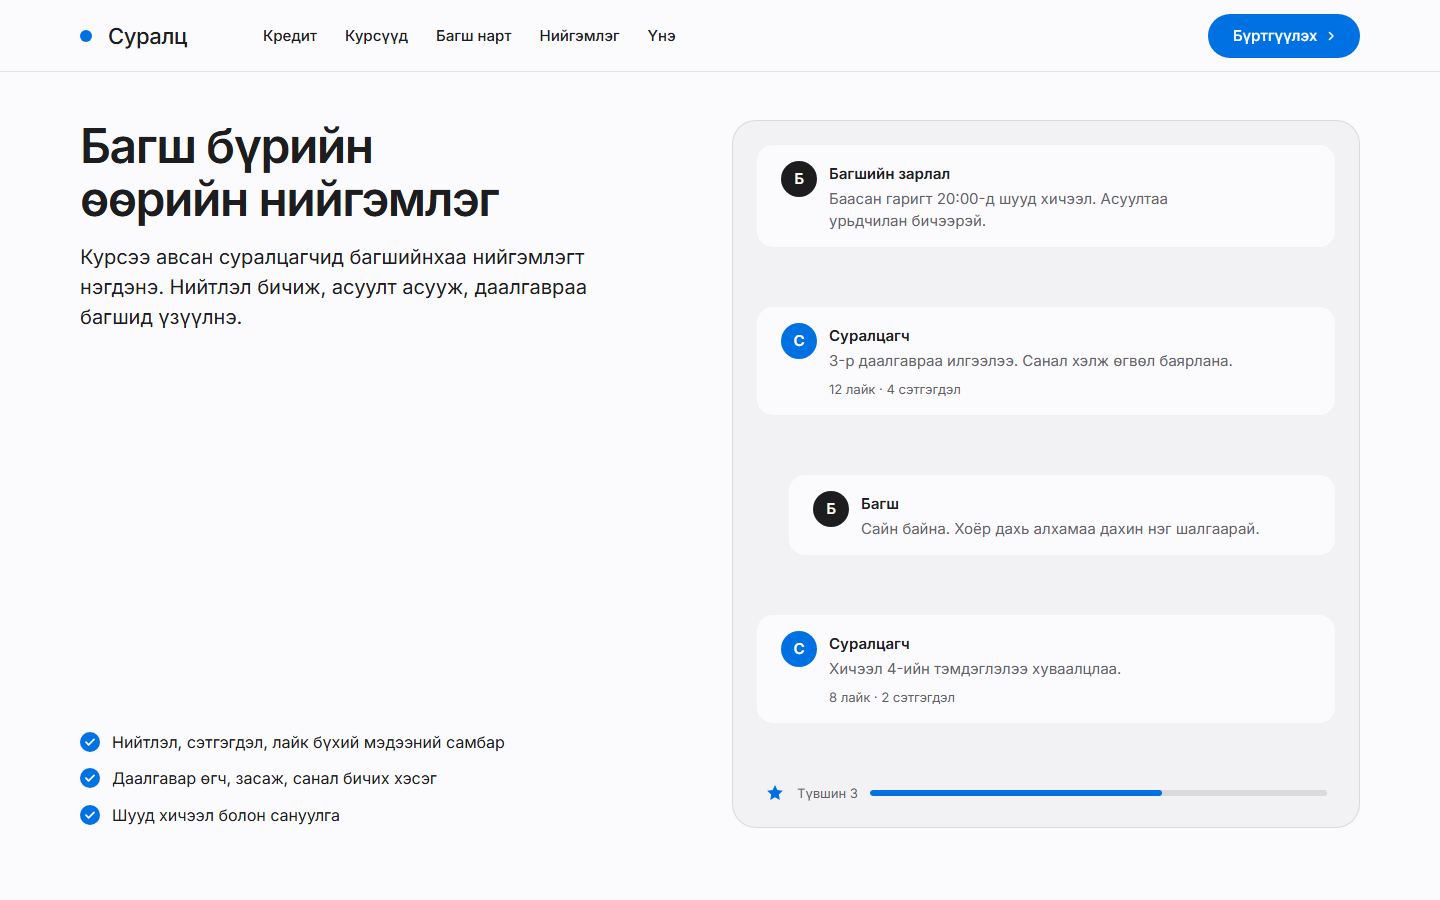 Суралц
Кредит
Курсүүд
Багш нарт
Нийгэмлэг
Үнэ
Бүртгүүлэх
Багш бүрийн
өөрийн нийгэмлэг
Курсээ авсан суралцагчид багшийнхаа нийгэмлэгт
нэгдэнэ. Нийтлэл бичиж, асуулт асууж, даалгавраа
багшид үзүүлнэ.
Нийтлэл, сэтгэгдэл, лайк бүхий мэдээний самбар
Даалгавар өгч, засаж, санал бичих хэсэг
Шууд хичээл болон сануулга
Б
Багшийн зарлал
Баасан гаригт 20:00-д шууд хичээл. Асуултаа
урьдчилан бичээрэй.
С
Суралцагч
3-р даалгавраа илгээлээ. Санал хэлж өгвөл баярлана.
12 лайк · 4 сэтгэгдэл
Б
Багш
Сайн байна. Хоёр дахь алхамаа дахин нэг шалгаарай.
С
Суралцагч
Хичээл 4-ийн тэмдэглэлээ хуваалцлаа.
8 лайк · 2 сэтгэгдэл
Түвшин 3